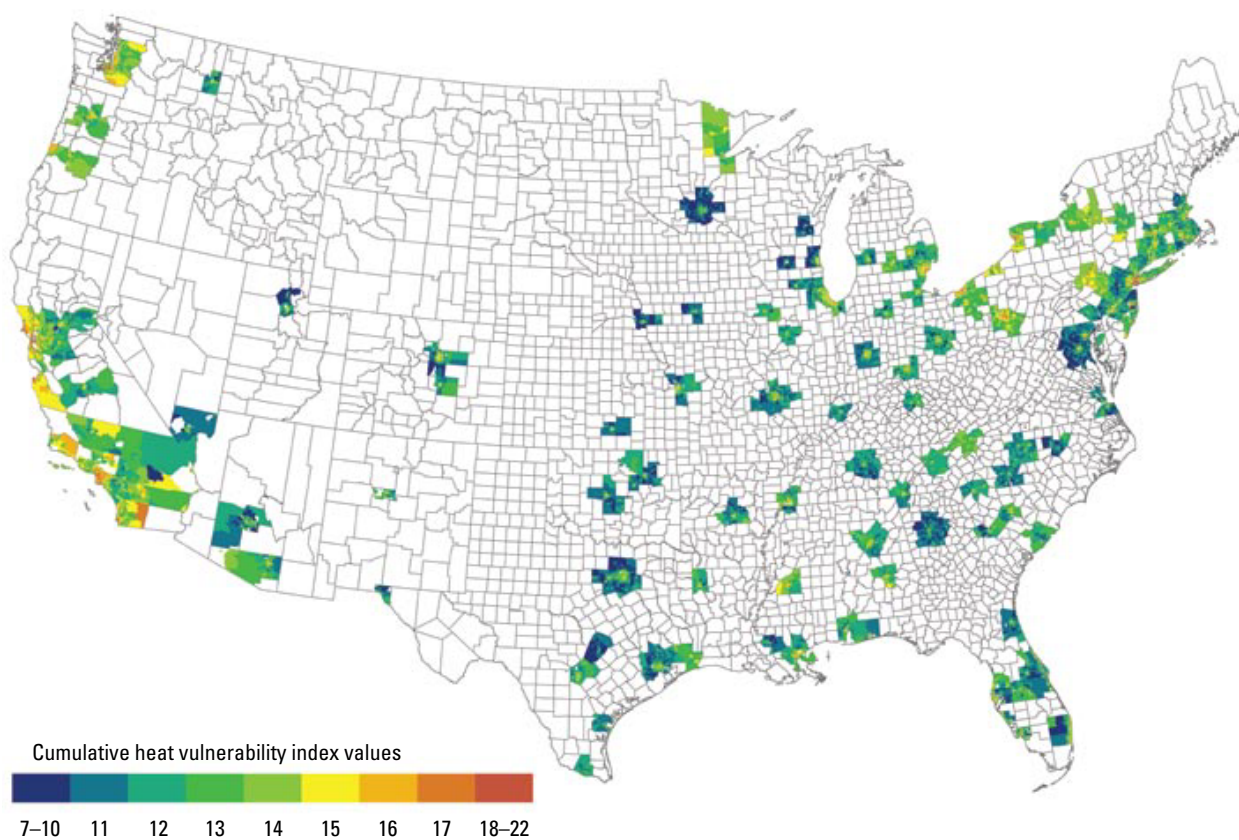 Cumulative heat vulnerability index values
7–10 11 12 13 14 15 16 17 18–22